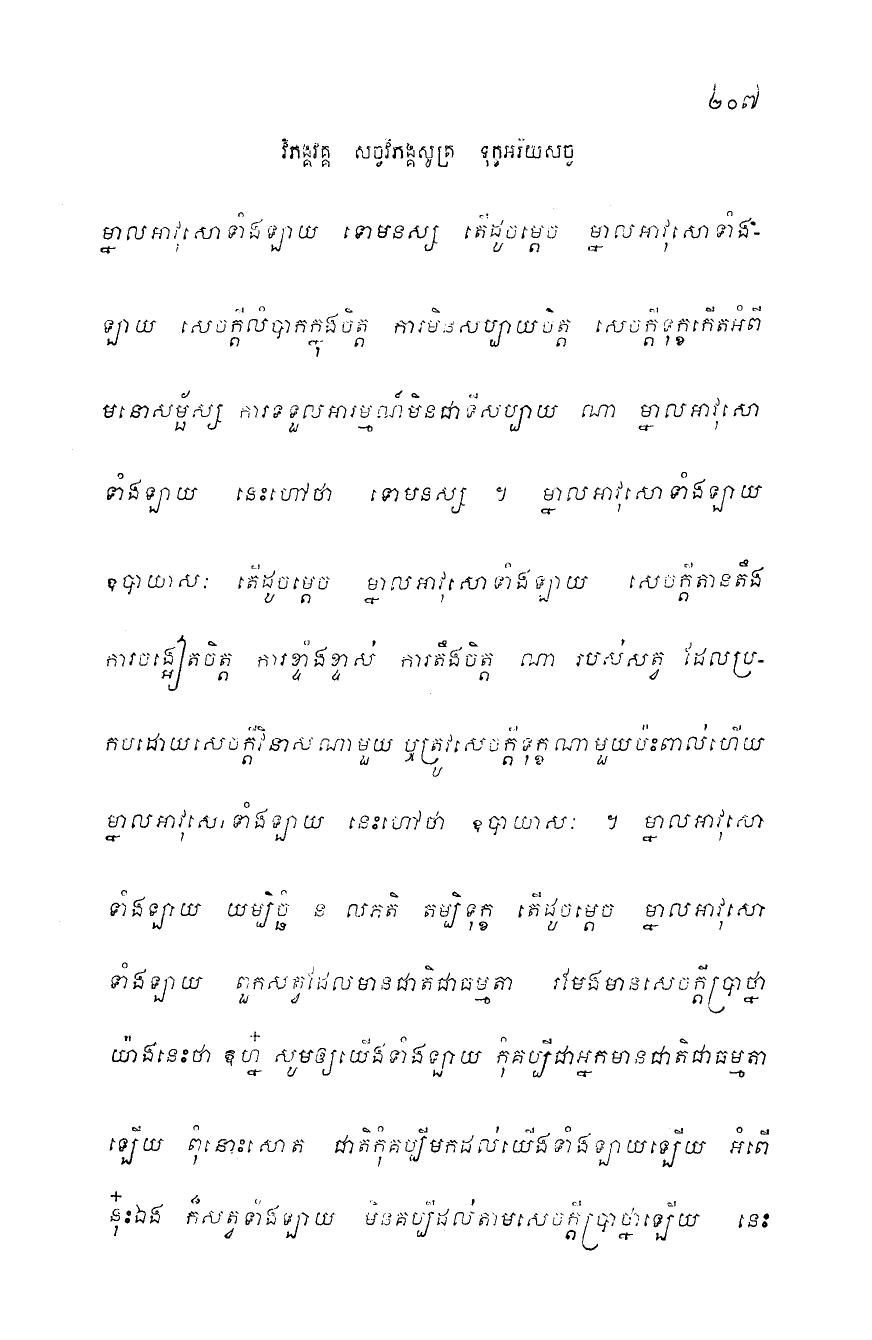 ២០៧
វិភង្គវគ្គ សច្ចវិភង្គសូត្រ ទុក្ខអរិយសច្ច
ម្នាលអាវុសោទាំងឡាយ ទោមនស្ស តើដូចម្តេច ម្នាលអាវុសោទាំង-
ឡាយ សេចក្តីលំបាកក្នុងចិត្ត ការមិនសប្បាយចិត្ត សេចក្តីទុក្ខកើតអំពី
មនោសម្ផ័ស្ស ការទទួលអារម្មណ៍មិនជាទីសប្បាយ ណា ម្នាលអាវុសោ
ទាំងឡាយ នេះហៅថា ទោមនស្ស ។ ម្នាលអាវុសោទាំងឡាយ
ឧបាយាសៈ តើដូចម្តេច ម្នាលអាវុសោទាំងឡាយ សេចក្តីតានតឹង
ការចង្អៀតចិត្ត ការខ្ទាំងខ្ទាស់ ការតឹងចិត្ត ណា របស់សត្វ ដែលប្រ-
កបដោយសេចក្តីវិនាសណាមួយ ឬត្រូវសេចក្តីទុក្ខណាមួយប៉ះពាល់ហើយ
ម្នាលអាវុសោទាំងឡាយ នេះហៅថា ឧបាយាសៈ ។ ម្នាលអាវុសោ
ទាំងឡាយ យម្បិច្ឆំ ន លភតិ តម្បិទុក្ខ តើដូចម្តេច ម្នាលអាវុសោ
ទាំងឡាយ ពួកសត្វដែលមានជាតិជាធម្មតា រមែងមានសេចក្តីប្រាថ្នា
យ៉ាងនេះថា ឱហ្ន៎ សូមឲ្យយើងទាំងឡាយ កុំគប្បីជាអ្នកមានជាតិជាធម្មតា
ឡើយ ពុំនោះសោត ជាតិកុំគប្បីមកដល់យើងទាំងឡាយឡើយ អំពើ
នុ៎ះឯង ក៏សត្វទាំងឡាយ មិនគប្បីដល់តាមសេចក្តីប្រាថ្នាឡើយ នេះ